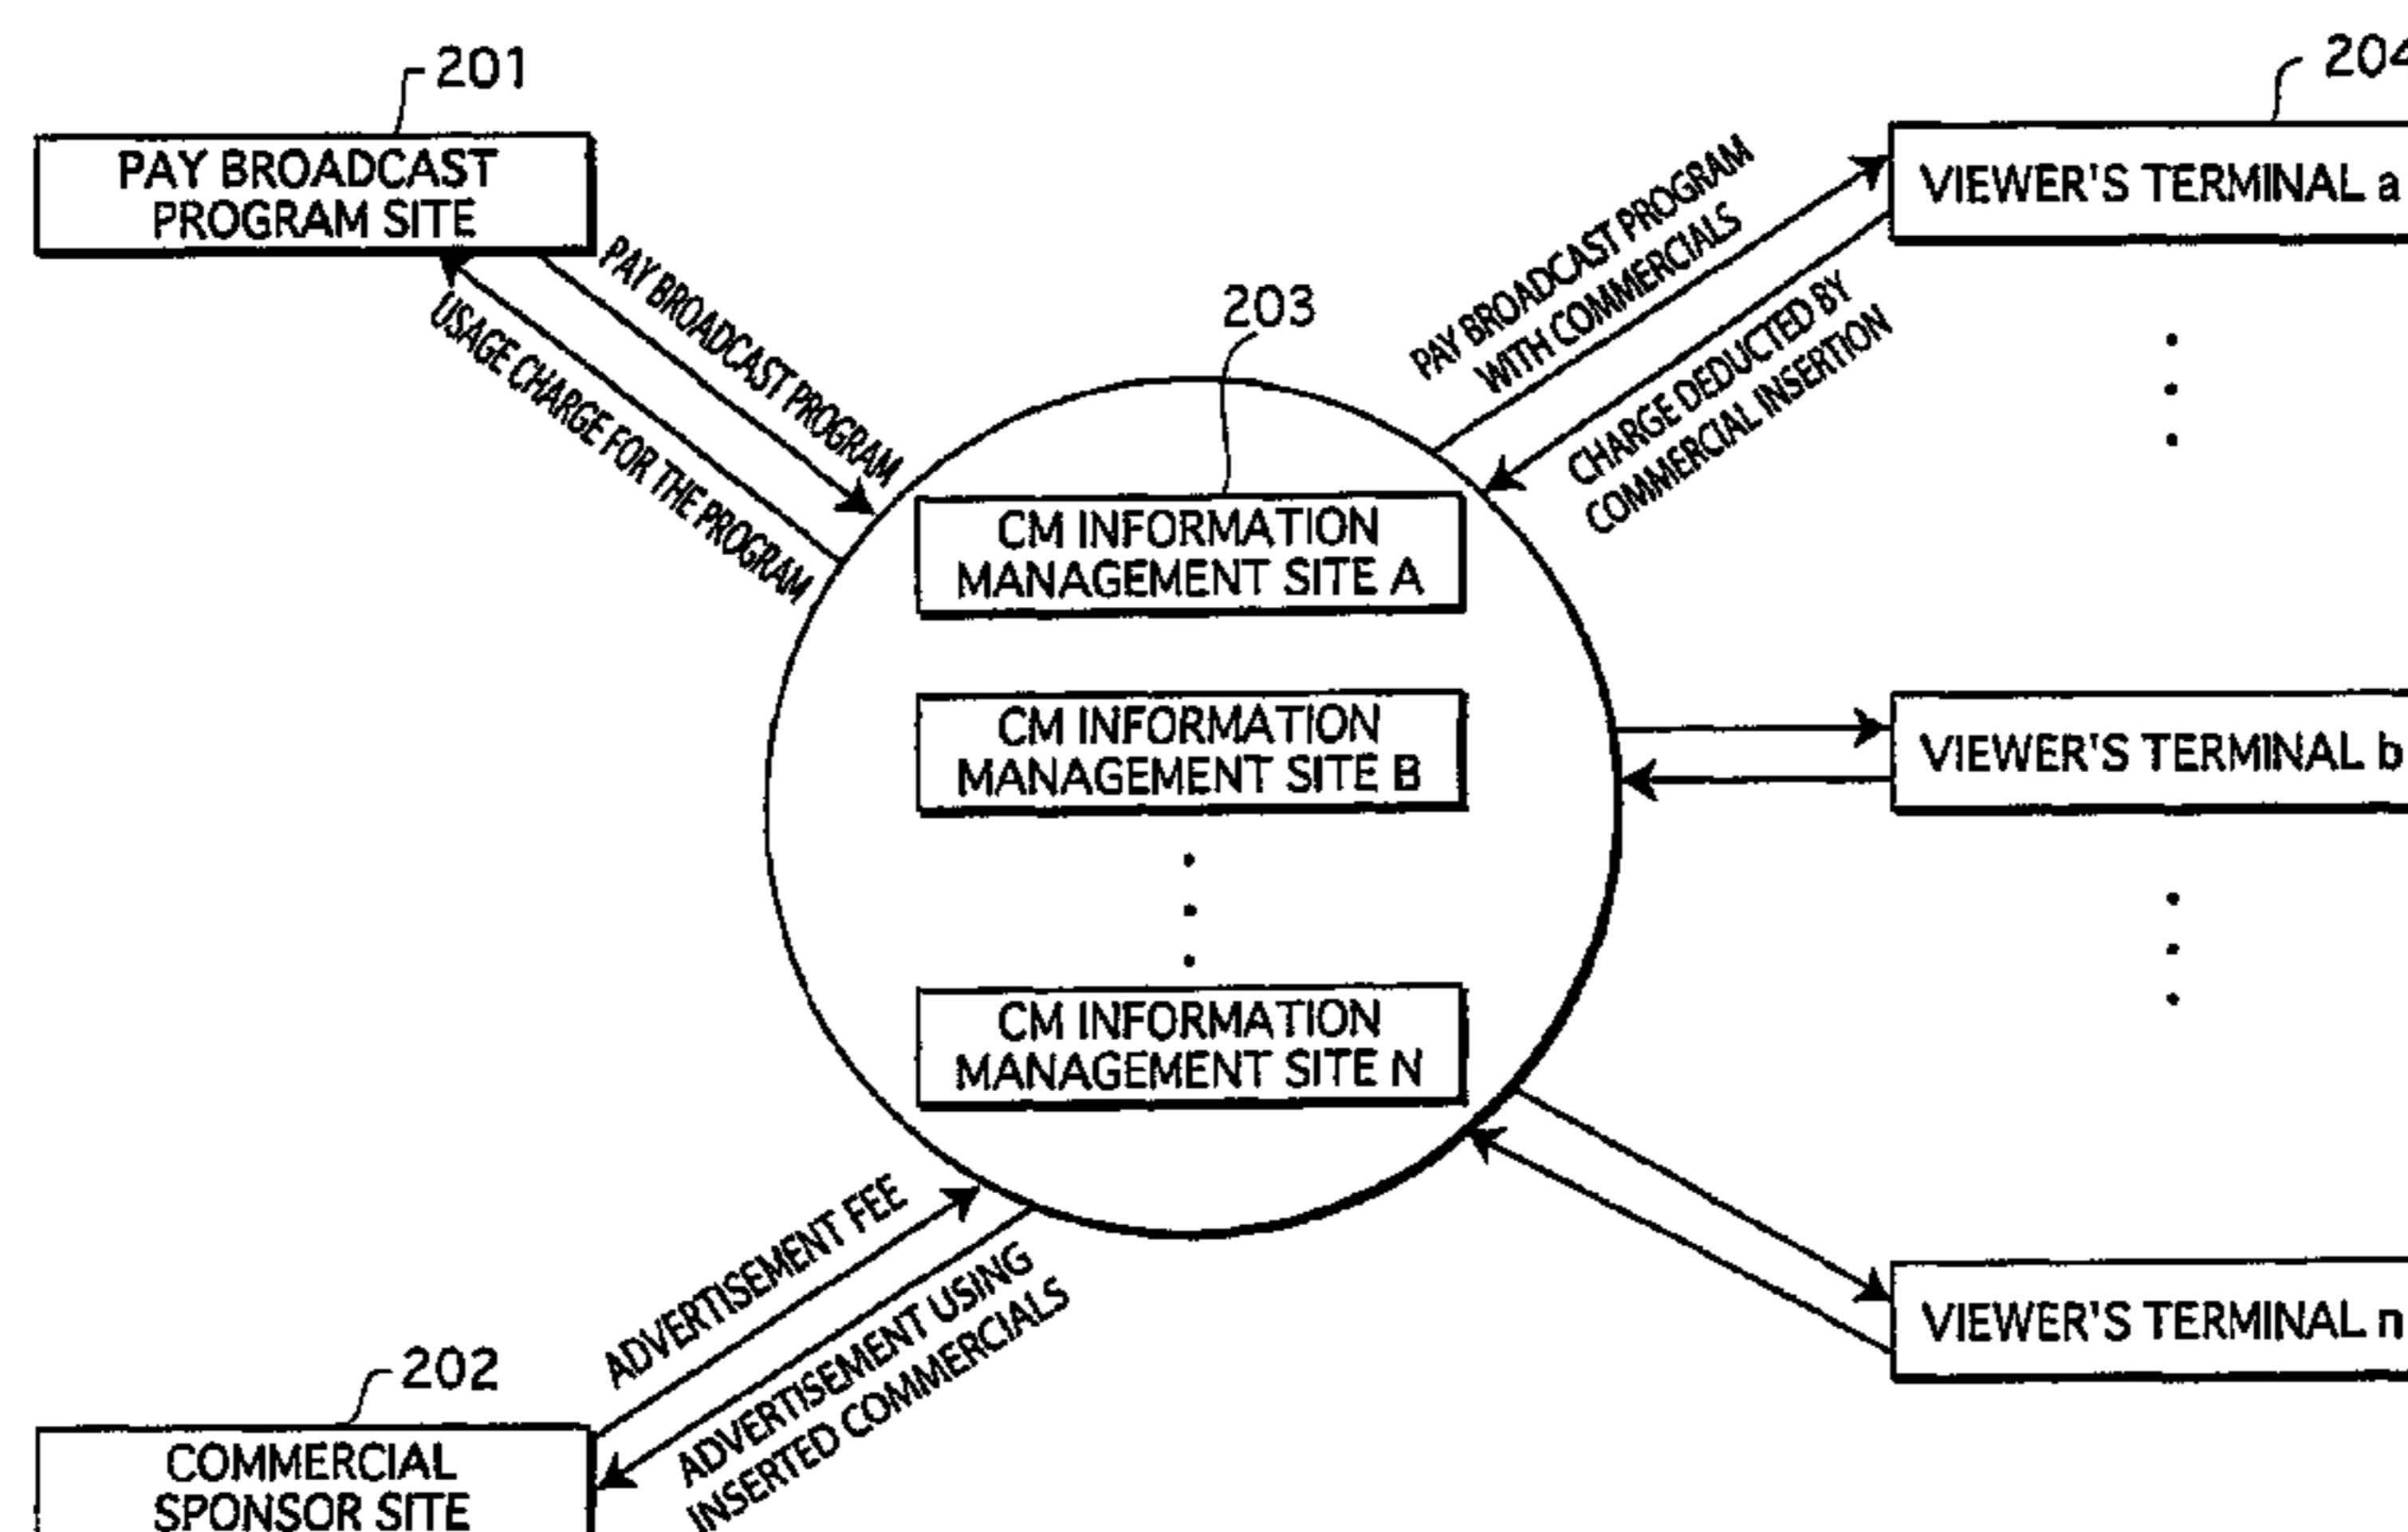 201
PAY BROADCAST
PROGRAM SITE
PAY BROADCAST PROGRAM
USAGE CHARGE FOR THE PROGRAM
203
CM INFORMATION
MANAGEMENT SITE A
CM INFORMATION
MANAGEMENT SITE B
CM INFORMATION
MANAGEMENT SITE N
204
VIEWER'S TERMINAL a
PAY BROADCAST PROGRAM
WITH COMMERCIALS
CHARGE DEDUCTED BY
COMMERCIAL INSERTION
VIEWER'S TERMINAL b
VIEWER'S TERMINAL n
ADVERTISEMENT FEE
ADVERTISEMENT USING
INSERTED COMMERCIALS
202
COMMERCIAL
SPONSOR SITE